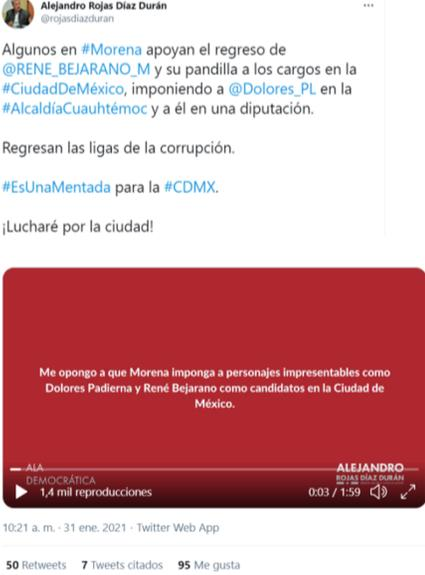 Alejandro Rojas Díaz Durán
@rojasdiazduran
Algunos en #Morena apoyan el regreso de
@RENE_BEJARANO_M y su pandilla a los cargos en la
#CiudadDeMéxico, imponiendo a @Dolores_PL en la
#AlcaldíaCuauhtémoc y a él en una diputación.
Regresan las ligas de la corrupción.
#EsUnaMentada para la #CDMX.
¡Lucharé por la ciudad!
Me opongo a que Morena imponga a personajes impresentables como
Dolores Padierna y René Bejarano como candidatos en la Ciudad de
México.
ALA
DEMOCRÁTICA
ALEJANDRO
ROJAS DÍAZ DURÁN
1,4 mil reproducciones
0:03 / 1:59
10:21 a. m. · 31 ene. 2021 · Twitter Web App
50 Retweets 7 Tweets citados 95 Me gusta